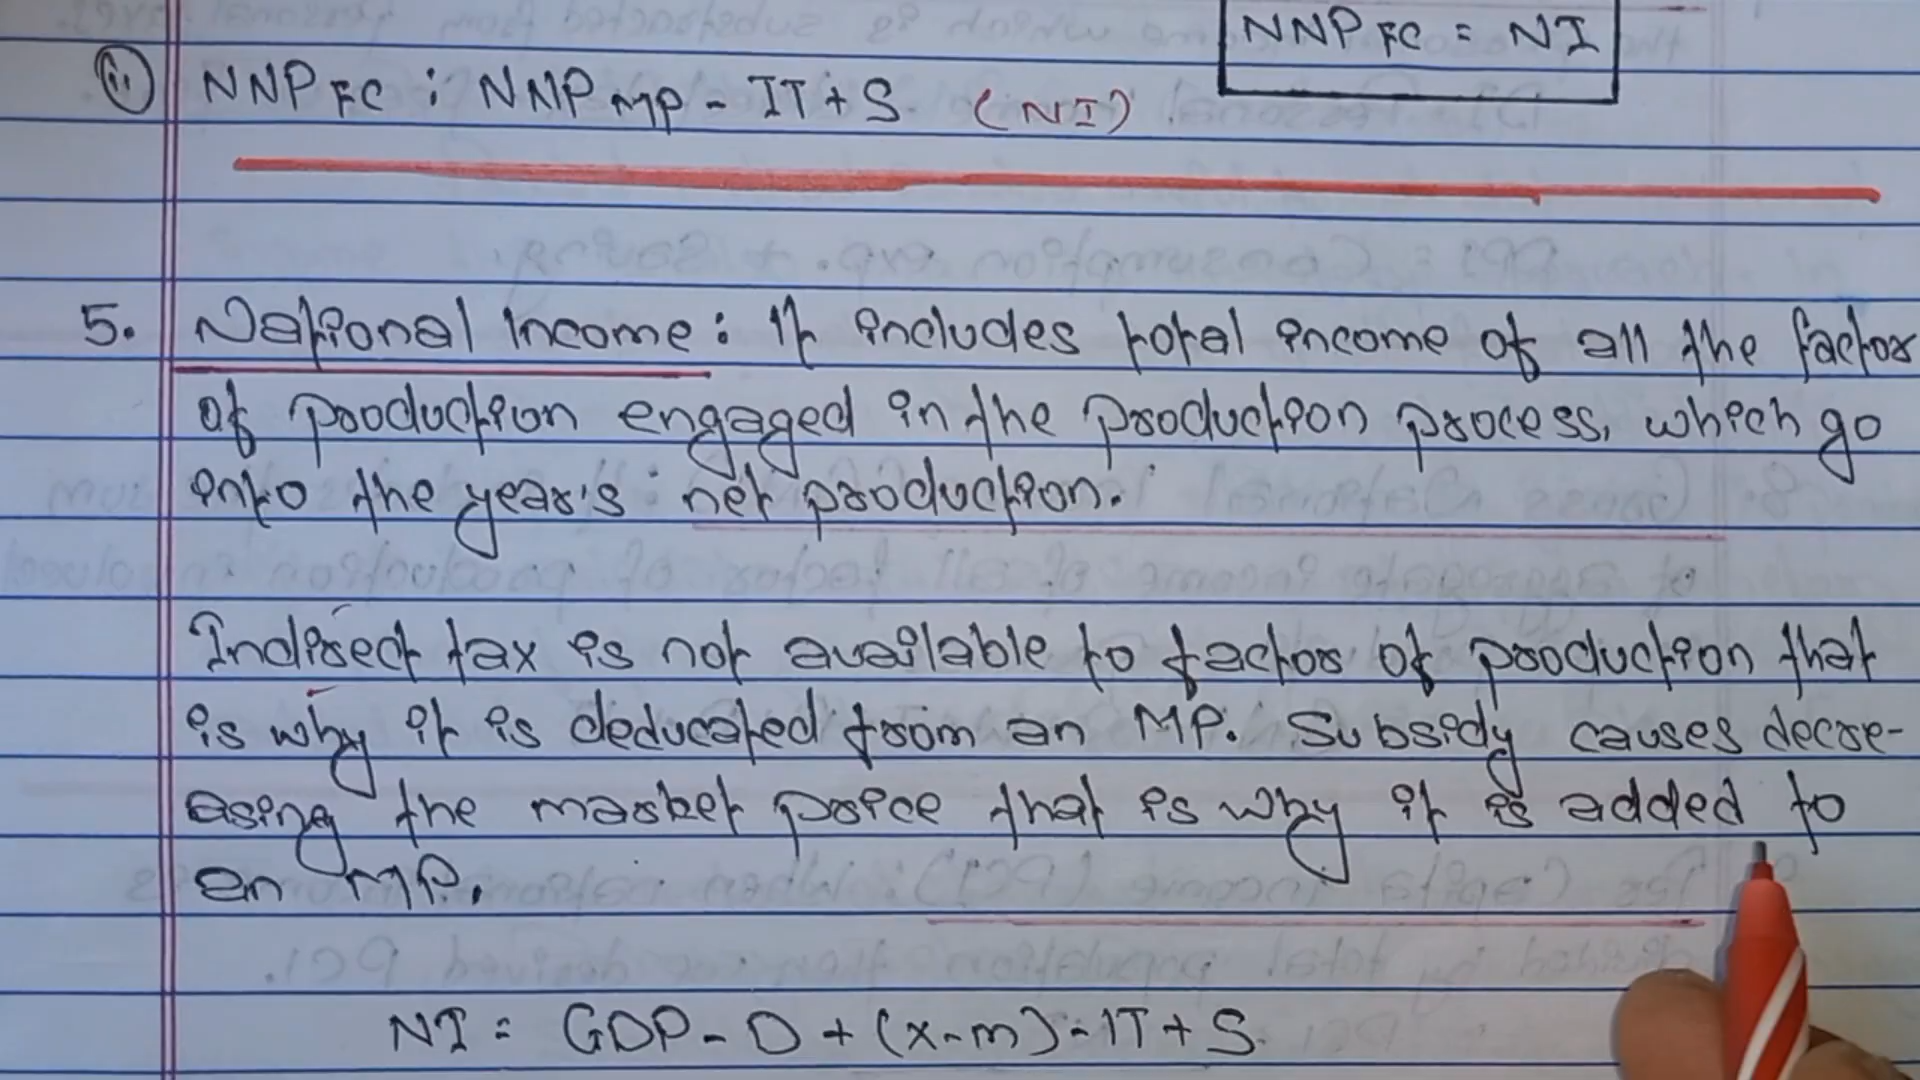 NNP FC = NI
(ii) NNP FC : NNP MP - IT + S (NI)
5. National Income : It includes total income of all the factor
of production engaged in the production process, which go
into the year's net production.
Indirect tax is not available to factor of production that
is why it is deducated from an MP. Subsidy causes decre-
asing the market price that is why it is added to
an MP.
NI = GDP - D + (x-m) - IT + S.